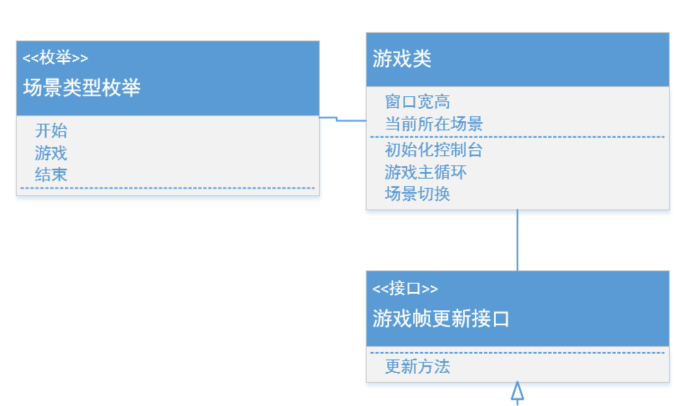 <<枚举>>
场景类型枚举
开始
游戏
结束
游戏类
窗口宽高
当前所在场景
初始化控制台
游戏主循环
场景切换
<<接口>>
游戏帧更新接口
更新方法